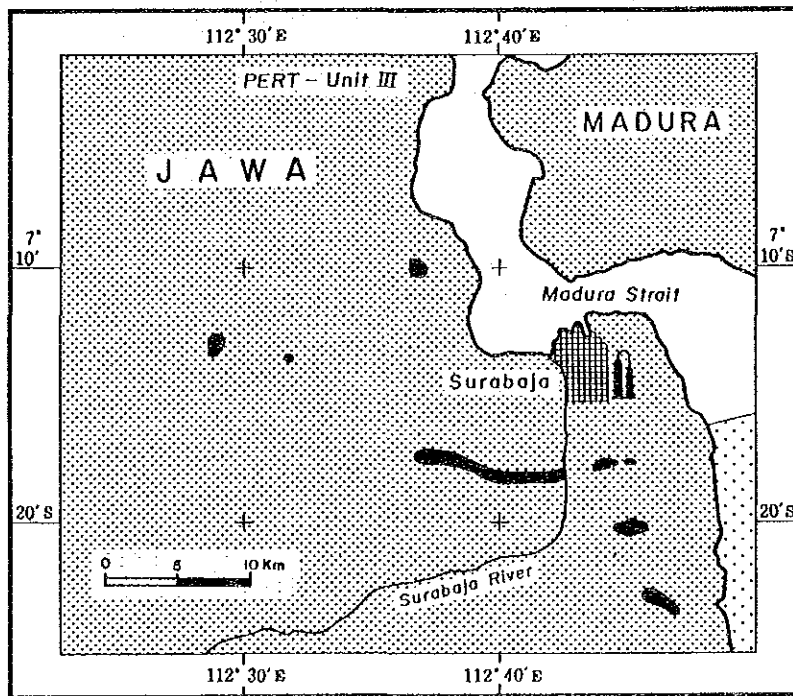 112° 30' E 112° 40' E
PERT - Unit III
MADURA
JAWA
7°
10'
7°
10' S
Madura Strait
Surabaja
20' S
20' S
0 5 10 Km
Surabaja River
112° 30' E 112° 40' E